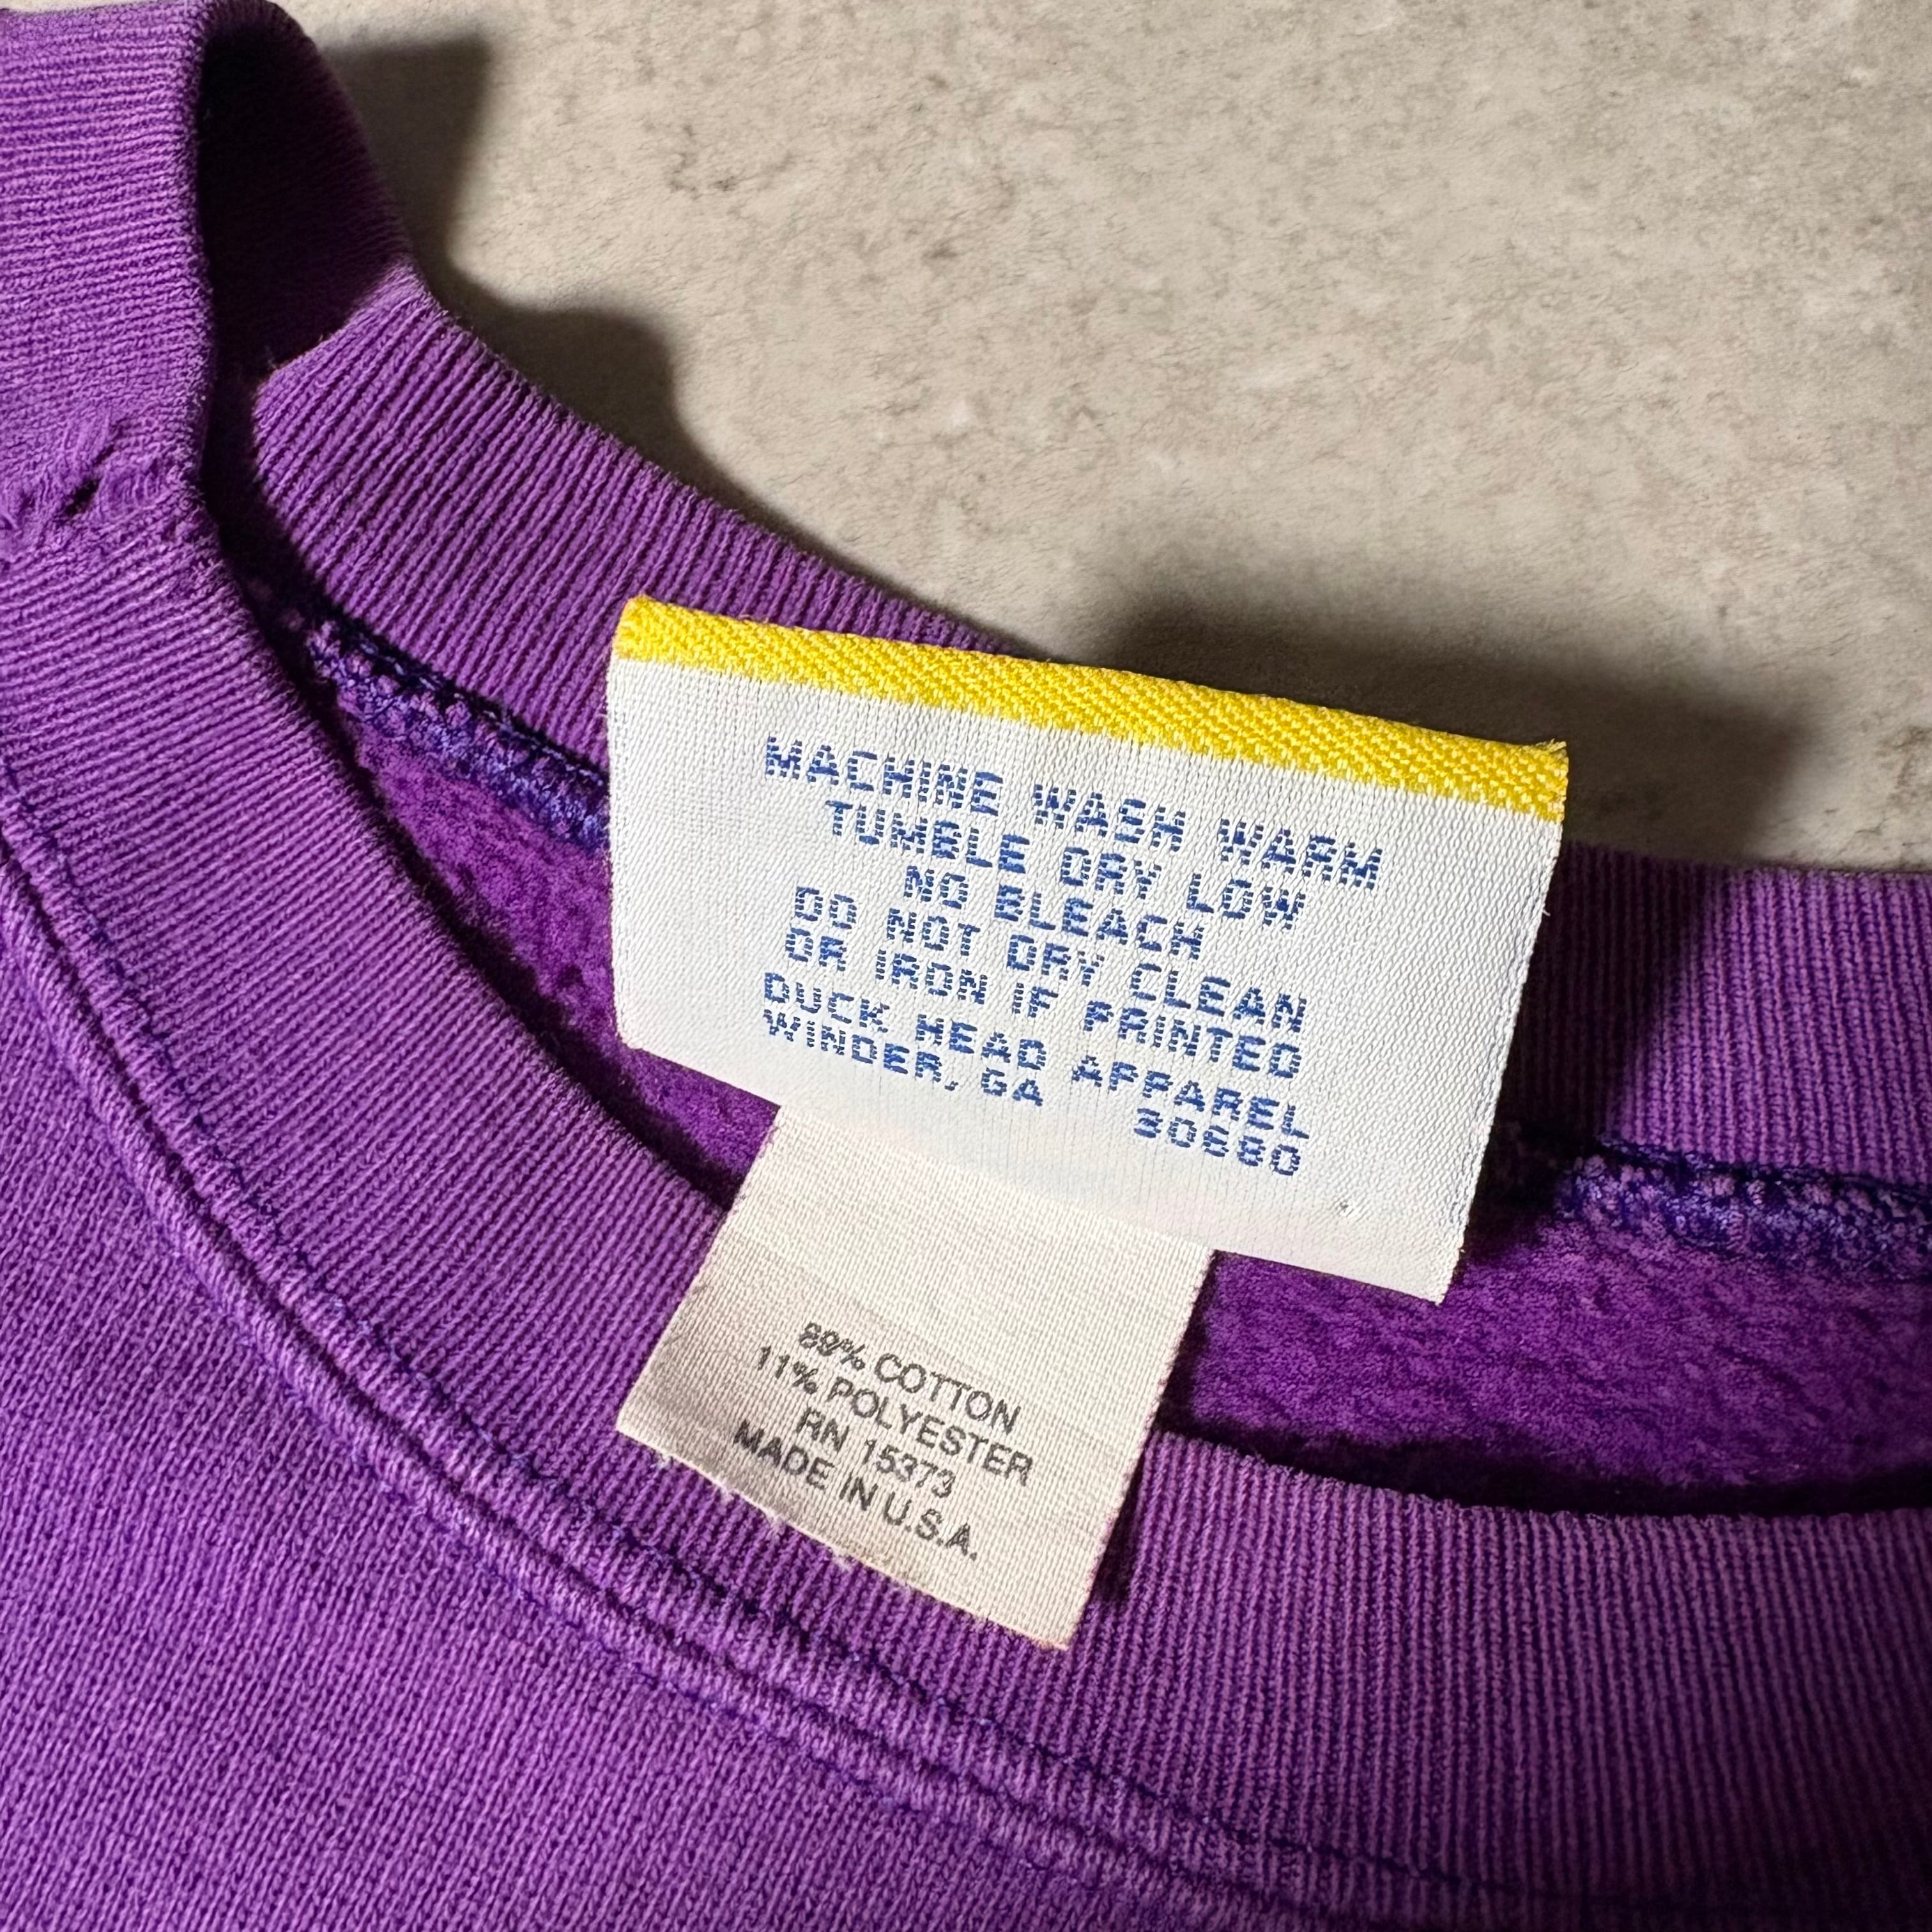 MACHINE WASH WARM
TUMBLE DRY LOW
NO BLEACH
DO NOT DRY CLEAN
OR IRON IF PRINTED
DUCK HEAD APPAREL
WINDER, GA 30680
89% COTTON
11% POLYESTER
RN 15373
MADE IN U.S.A.